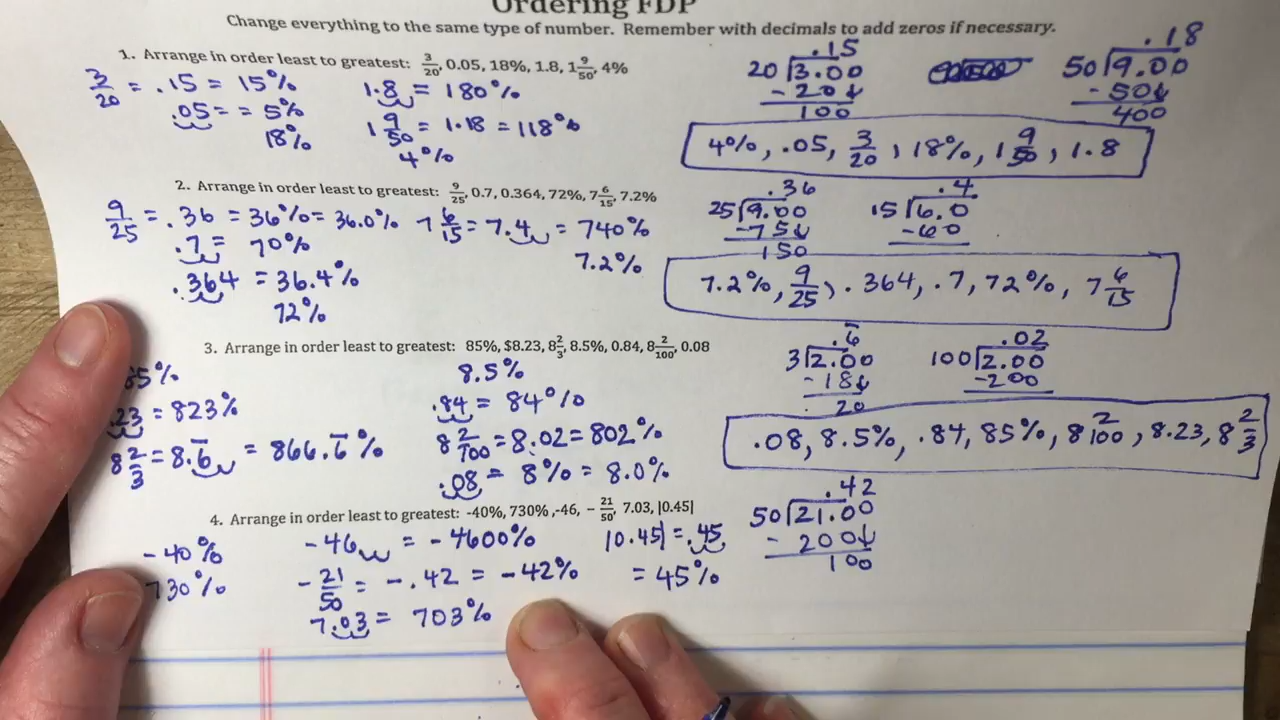 Ordering FDP
Change everything to the same type of number. Remember with decimals to add zeros if necessary.
1. Arrange in order least to greatest: 3/20, 0.05, 18%, 1.8, 1 9/50, 4%
3/20 = .15 = 15%
.05 = = 5%
18%
1.8 = 180%
1 9/50 = 1.18 = 118%
4%
.15
20)3.00
- 20↓
100
.18
50)9.00
- 50↓
400
4%, .05, 3/20, 18%, 1 9/50, 1.8
2. Arrange in order least to greatest: 9/25, 0.7, 0.364, 72%, 7 6/15, 7.2%
9/25 = .36 = 36% = 36.0%
.7 = 70%
.364 = 36.4%
72%
7 6/15 = 7.4 = 740%
7.2%
.36
25)9.00
- 75↓
150
.4
15)6.0
- 60
7.2%, 9/25, .364, .7, 72%, 7 6/15
3. Arrange in order least to greatest: 85%, $8.23, 8 2/3, 8.5%, 0.84, 8 2/100, 0.08
85%
.23 = 823%
8 2/3 = 8.6̅ = 866.6̅%
8.5%
.84 = 84%
8 2/100 = 8.02 = 802%
.08 = 8% = 8.0%
.6̅
3)2.00
- 18↓
20
.02
100)2.00
- 200
.08, 8.5%, .84, 85%, 8 2/100, 8.23, 8 2/3
4. Arrange in order least to greatest: -40%, 730% ,-46, - 21/50, 7.03, |0.45|
-40%
730%
-46 = -4600%
- 21/50 = -.42 = -42%
7.03 = 703%
|0.45| = .45
= 45%
.42
50)21.00
- 200↓
100